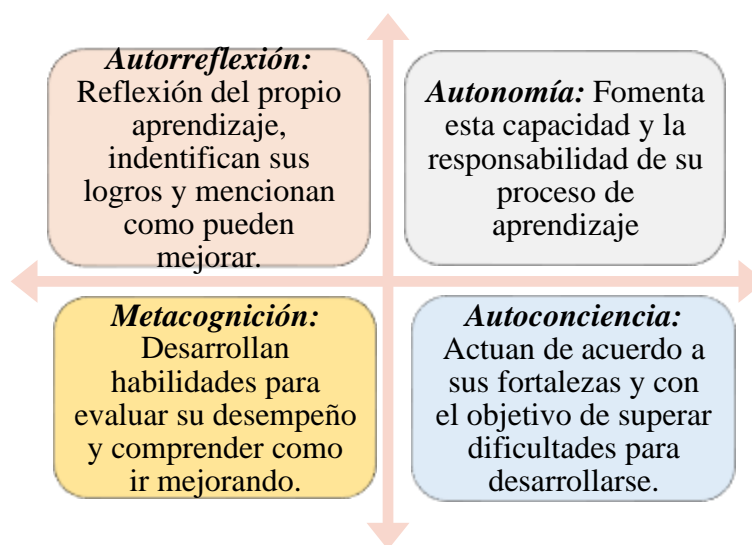 Autorreflexión:
Reflexión del propio
aprendizaje,
indentifican sus
logros y mencionan
como pueden
mejorar.
Autonomía: Fomenta
esta capacidad y la
responsabilidad de su
proceso de
aprendizaje
Metacognición:
Desarrollan
habilidades para
evaluar su desempeño
y comprender como
ir mejorando.
Autoconciencia:
Actuan de acuerdo a
sus fortalezas y con
el objetivo de superar
dificultades para
desarrollarse.